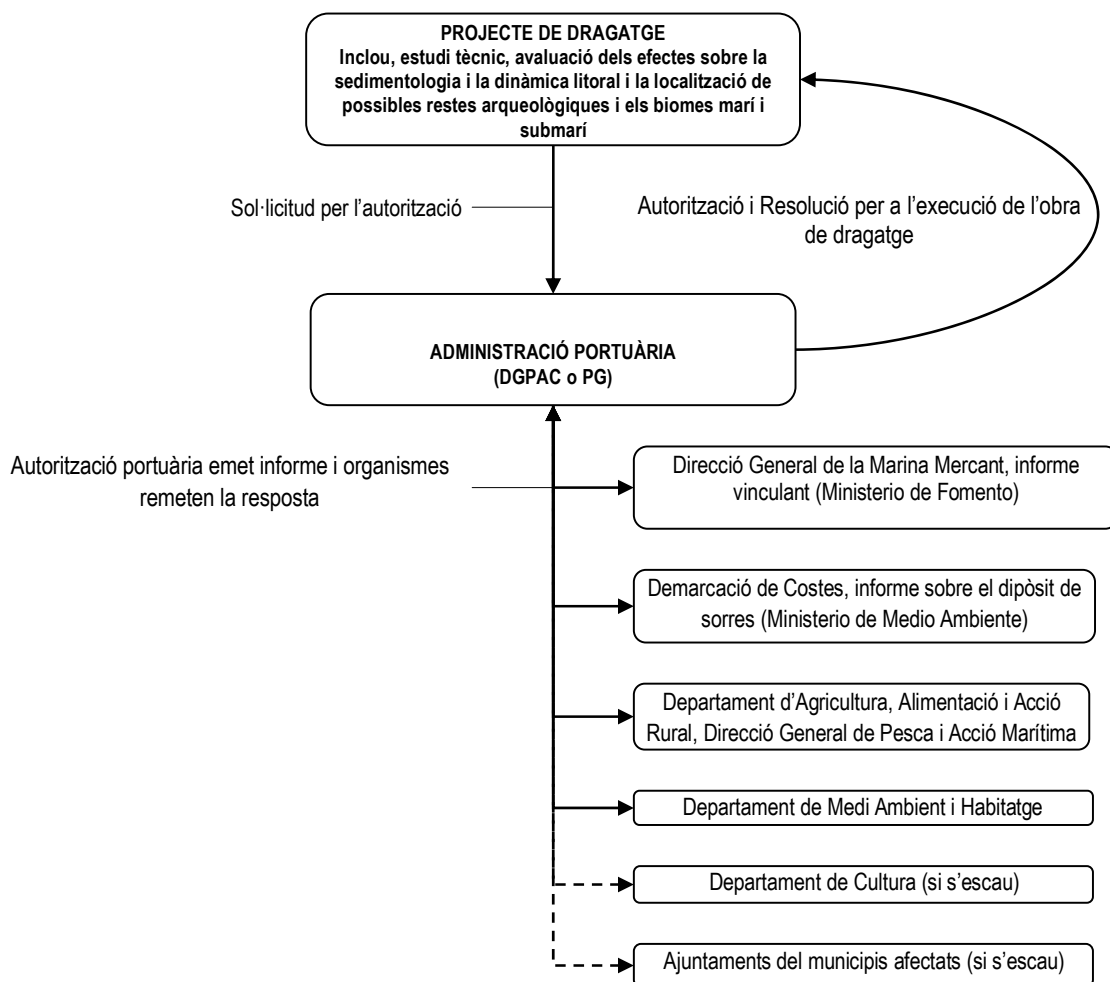 PROJECTE DE DRAGATGE
Inclou, estudi tècnic, avaluació dels efectes sobre la
sedimentologia i la dinàmica litoral i la localització de
possibles restes arqueològiques i els biomes marí i
submarí
Sol·licitud per l’autorització
Autorització i Resolució per a l’execució de l’obra
de dragatge
ADMINISTRACIÓ PORTUÀRIA
(DGPAC o PG)
Autorització portuària emet informe i organismes
remeten la resposta
Direcció General de la Marina Mercant, informe
vinculant (Ministerio de Fomento)
Demarcació de Costes, informe sobre el dipòsit de
sorres (Ministerio de Medio Ambiente)
Departament d’Agricultura, Alimentació i Acció
Rural, Direcció General de Pesca i Acció Marítima
Departament de Medi Ambient i Habitatge
Departament de Cultura (si s’escau)
Ajuntaments del municipis afectats (si s’escau)